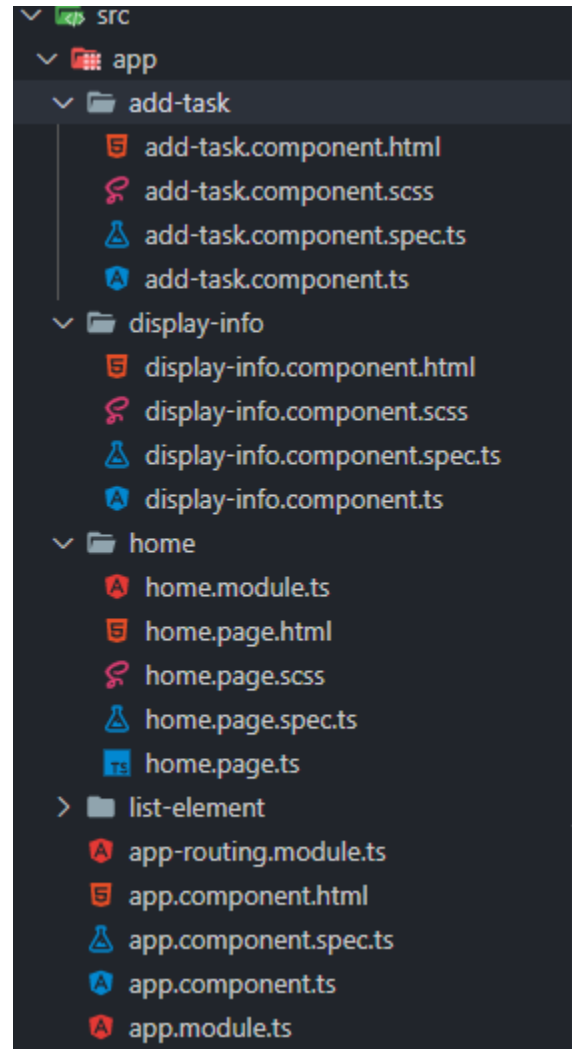 src
app
add-task
add-task.component.html
add-task.component.scss
add-task.component.spec.ts
add-task.component.ts
display-info
display-info.component.html
display-info.component.scss
display-info.component.spec.ts
display-info.component.ts
home
home.module.ts
home.page.html
home.page.scss
home.page.spec.ts
TS home.page.ts
list-element
app-routing.module.ts
app.component.html
app.component.spec.ts
app.component.ts
app.module.ts